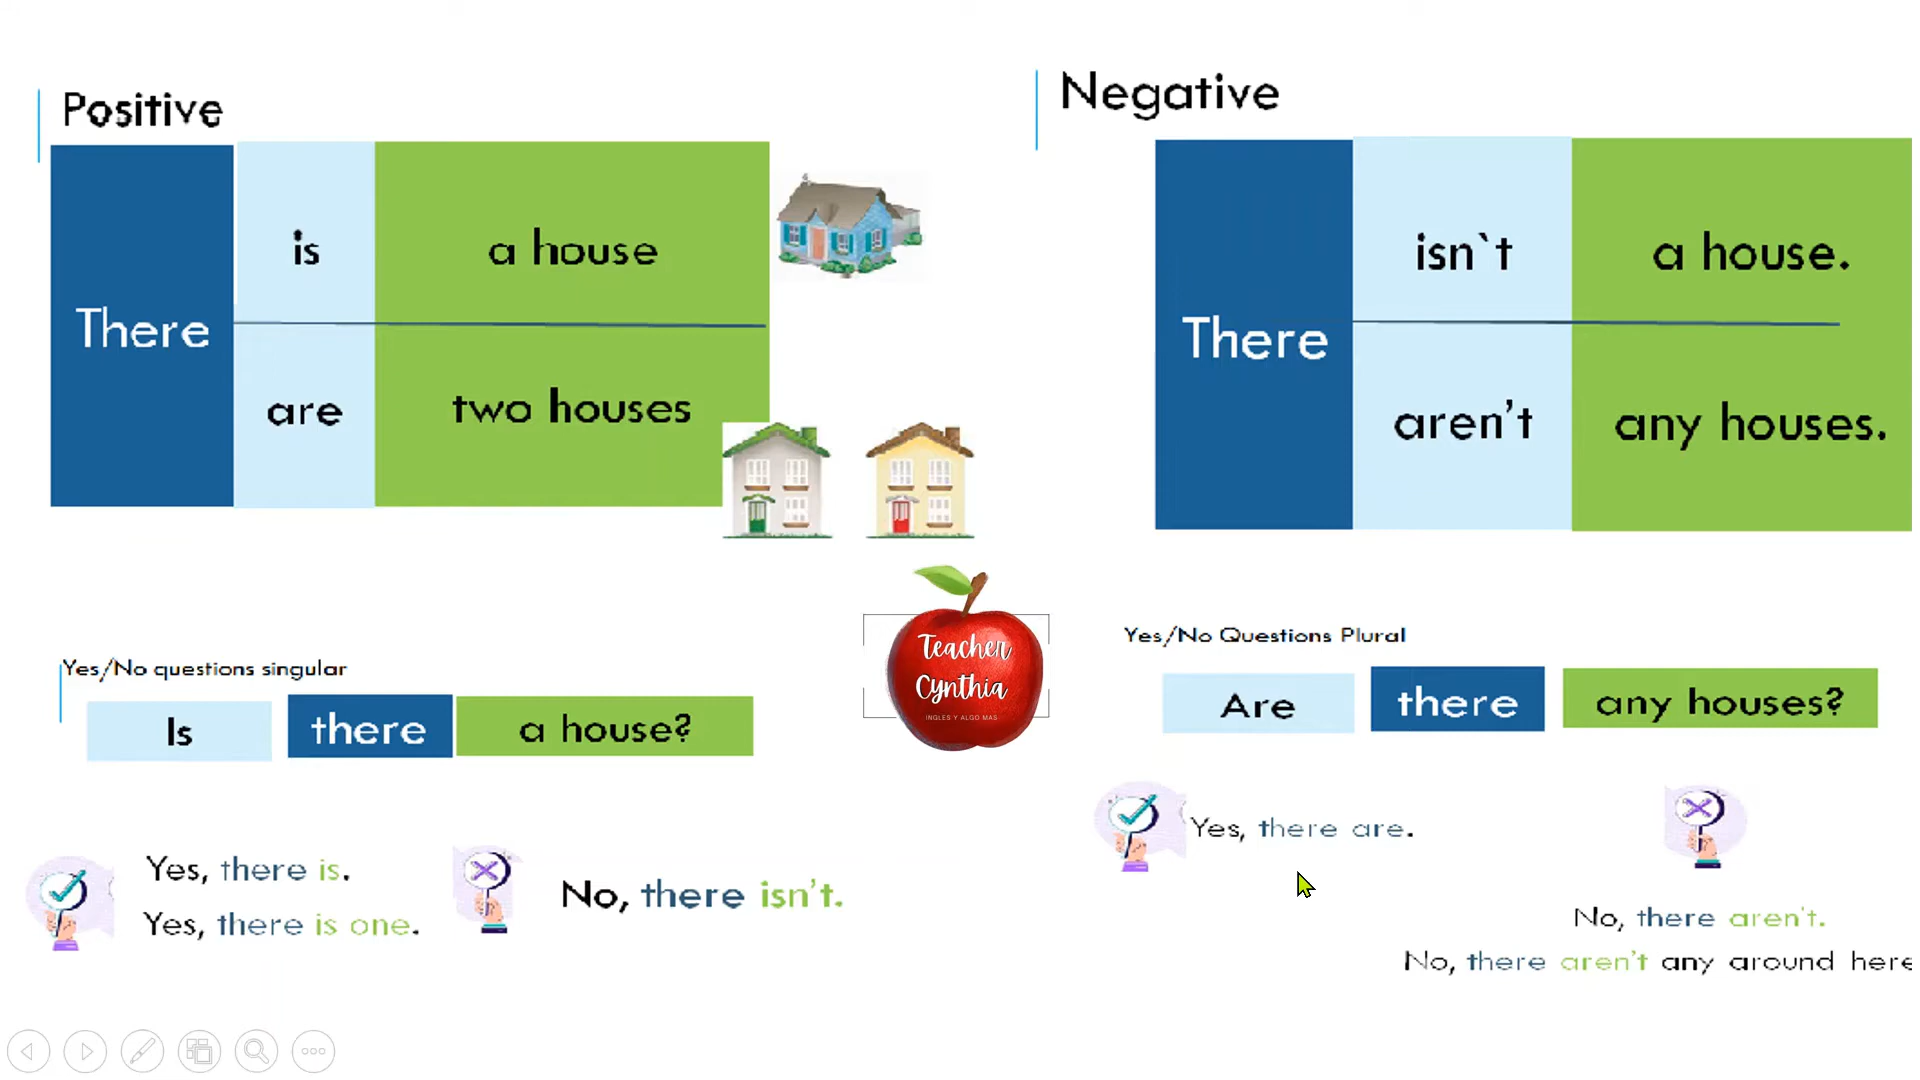 Positive
There
is
a house
are
two houses
Negative
There
isn`t
a house.
aren't
any houses.
Yes/No questions singular
Is
there
a house?
Yes, there is.
Yes, there is one.
No, there isn't.
Teacher
Cynthia
INGLES Y ALGO MAS
Yes/No Questions Plural
Are
there
any houses?
Yes, there are.
No, there aren't.
No, there aren't any around here